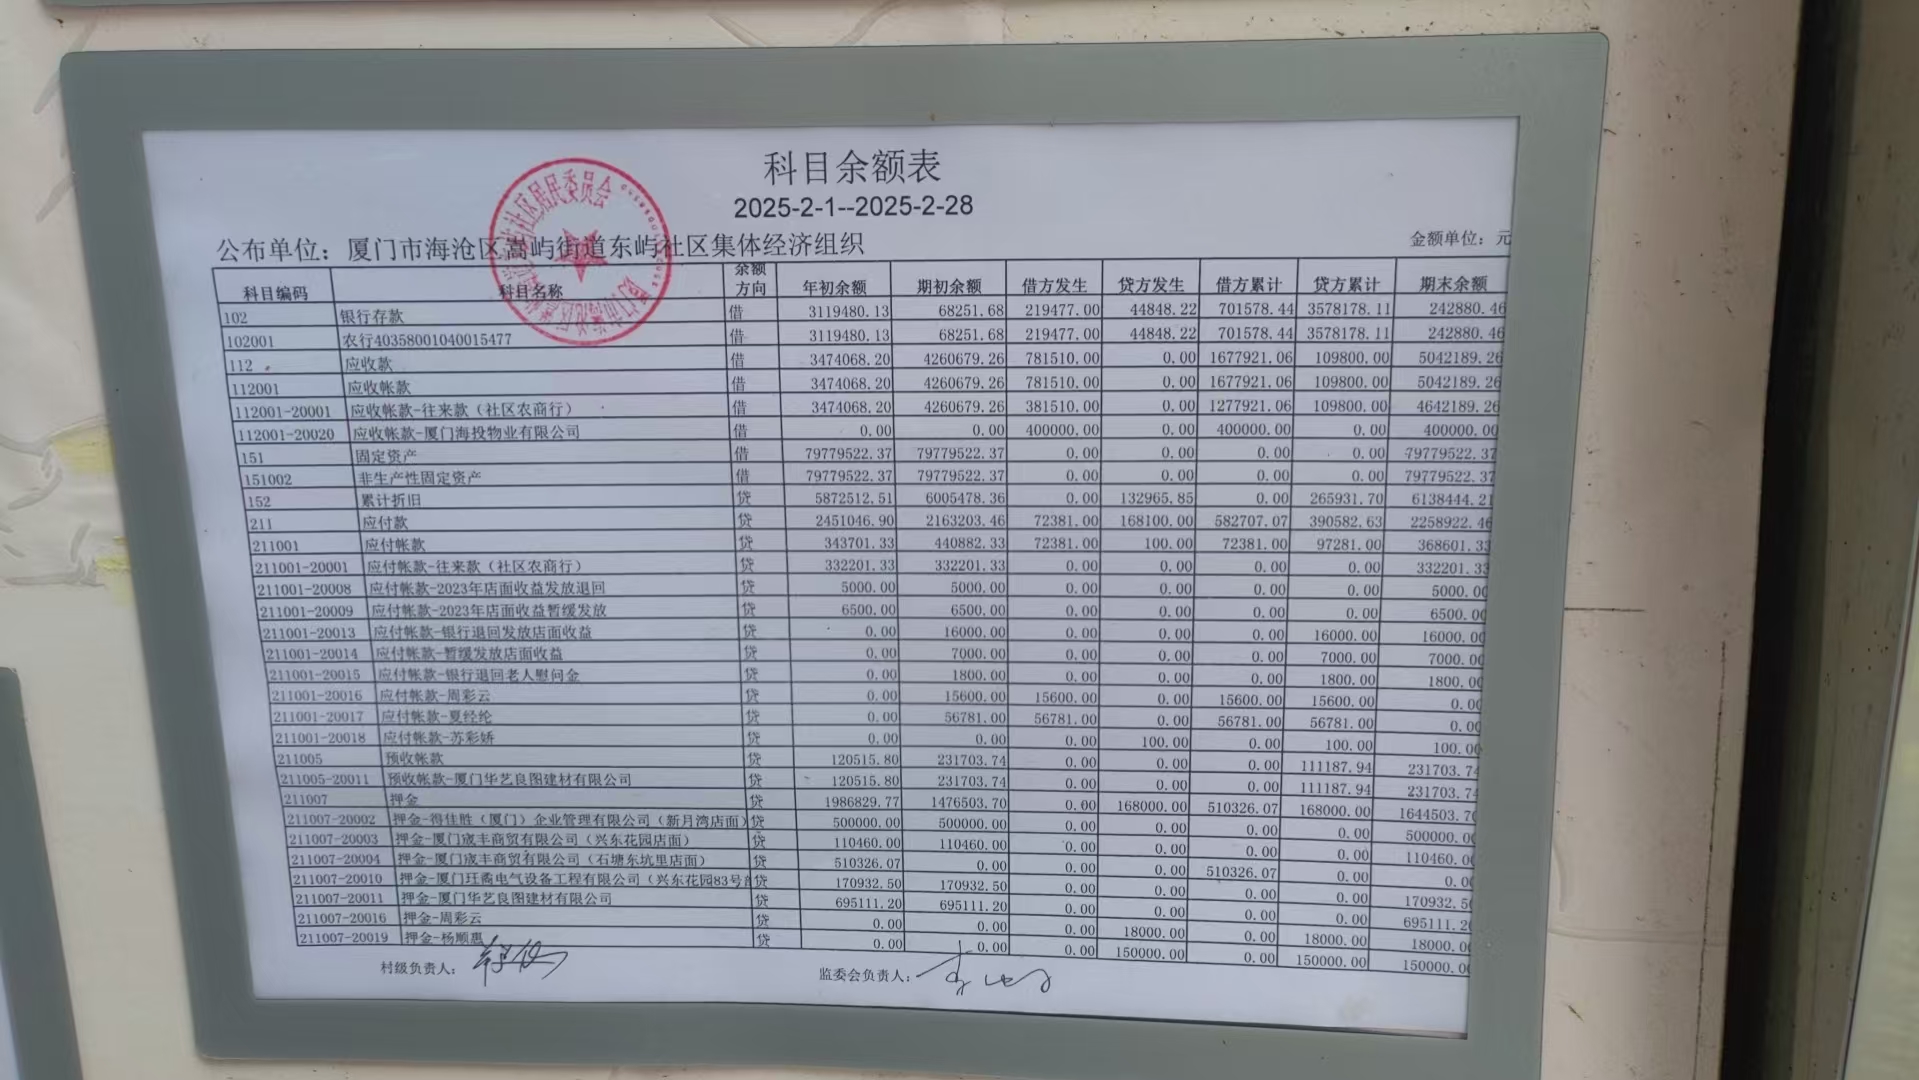 科目余额表
2025-2-1--2025-2-28
公布单位：厦门市海沧区嵩屿街道东屿社区集体经济组织 金额单位：元
科目编码 科目名称 余额方向 年初余额 期初余额 借方发生 贷方发生 借方累计 贷方累计 期末余额
102 银行存款 借 3119480.13 68251.68 219477.00 44848.22 701578.44 3578178.11 242880.46
102001 农行40358001040015477 借 3119480.13 68251.68 219477.00 44848.22 701578.44 3578178.11 242880.46
112 应收款 借 3474068.20 4260679.26 781510.00 0.00 1677921.06 109800.00 5042189.26
112001 应收帐款 借 3474068.20 4260679.26 781510.00 0.00 1677921.06 109800.00 5042189.26
112001-20001 应收帐款-往来款（社区农商行） 借 3474068.20 4260679.26 381510.00 0.00 1277921.06 109800.00 4642189.26
112001-20020 应收帐款-厦门海投物业有限公司 借 0.00 0.00 400000.00 0.00 400000.00 0.00 400000.00
151 固定资产 借 79779522.37 79779522.37 0.00 0.00 0.00 0.00 79779522.37
151002 非生产性固定资产 借 79779522.37 79779522.37 0.00 0.00 0.00 0.00 79779522.37
152 累计折旧 贷 5872512.51 6005478.36 0.00 132965.85 0.00 265931.70 6138444.21
211 应付款 贷 2451046.90 2163203.46 72381.00 168100.00 582707.07 390582.63 2258922.46
211001 应付帐款 贷 343701.33 440882.33 72381.00 100.00 72381.00 97281.00 368601.33
211001-20001 应付帐款-往来款（社区农商行） 贷 332201.33 332201.33 0.00 0.00 0.00 0.00 332201.33
211001-20008 应付帐款-2023年店面收益发放退回 贷 5000.00 5000.00 0.00 0.00 0.00 0.00 5000.00
211001-20009 应付帐款-2023年店面收益暂缓发放 贷 6500.00 6500.00 0.00 0.00 0.00 0.00 6500.00
211001-20013 应付帐款-银行退回发放店面收益 贷 0.00 16000.00 0.00 0.00 0.00 16000.00 16000.00
211001-20014 应付帐款-暂缓发放店面收益 贷 0.00 7000.00 0.00 0.00 0.00 7000.00 7000.00
211001-20015 应付帐款-银行退回老人慰问金 贷 0.00 1800.00 0.00 0.00 0.00 1800.00 1800.00
211001-20016 应付帐款-周彩云 贷 0.00 15600.00 15600.00 0.00 15600.00 15600.00 0.00
211001-20017 应付帐款-夏经纶 贷 0.00 56781.00 56781.00 0.00 56781.00 56781.00 0.00
211001-20018 应付帐款-苏彩娇 贷 0.00 0.00 0.00 100.00 0.00 100.00 100.00
211005 预收帐款 贷 120515.80 231703.74 0.00 0.00 0.00 111187.94 231703.74
211005-20011 预收帐款-厦门华艺良图建材有限公司 贷 120515.80 231703.74 0.00 0.00 0.00 111187.94 231703.74
211007 押金 贷 1986829.77 1476503.70 0.00 168000.00 510326.07 168000.00 1644503.70
211007-20002 押金-得佳胜（厦门）企业管理有限公司（新月湾店面） 贷 500000.00 500000.00 0.00 0.00 0.00 0.00 500000.00
211007-20003 押金-厦门宬丰商贸有限公司（兴东花园店面） 贷 110460.00 110460.00 0.00 0.00 0.00 0.00 110460.00
211007-20004 押金-厦门宬丰商贸有限公司（石塘东坑里店面） 贷 510326.07 0.00 0.00 0.00 510326.07 0.00 0.00
211007-20010 押金-厦门玨矞电气设备工程有限公司（兴东花园83号 贷 170932.50 170932.50 0.00 0.00 0.00 0.00 170932.50
211007-20011 押金-厦门华艺良图建材有限公司 贷 695111.20 695111.20 0.00 0.00 0.00 0.00 695111.20
211007-20016 押金-周彩云 贷 0.00 0.00 0.00 18000.00 0.00 18000.00 18000.00
211007-20019 押金-杨顺惠 贷 0.00 0.00 0.00 150000.00 0.00 150000.00 150000.00
村级负责人： 监委会负责人：
社区居民委员会